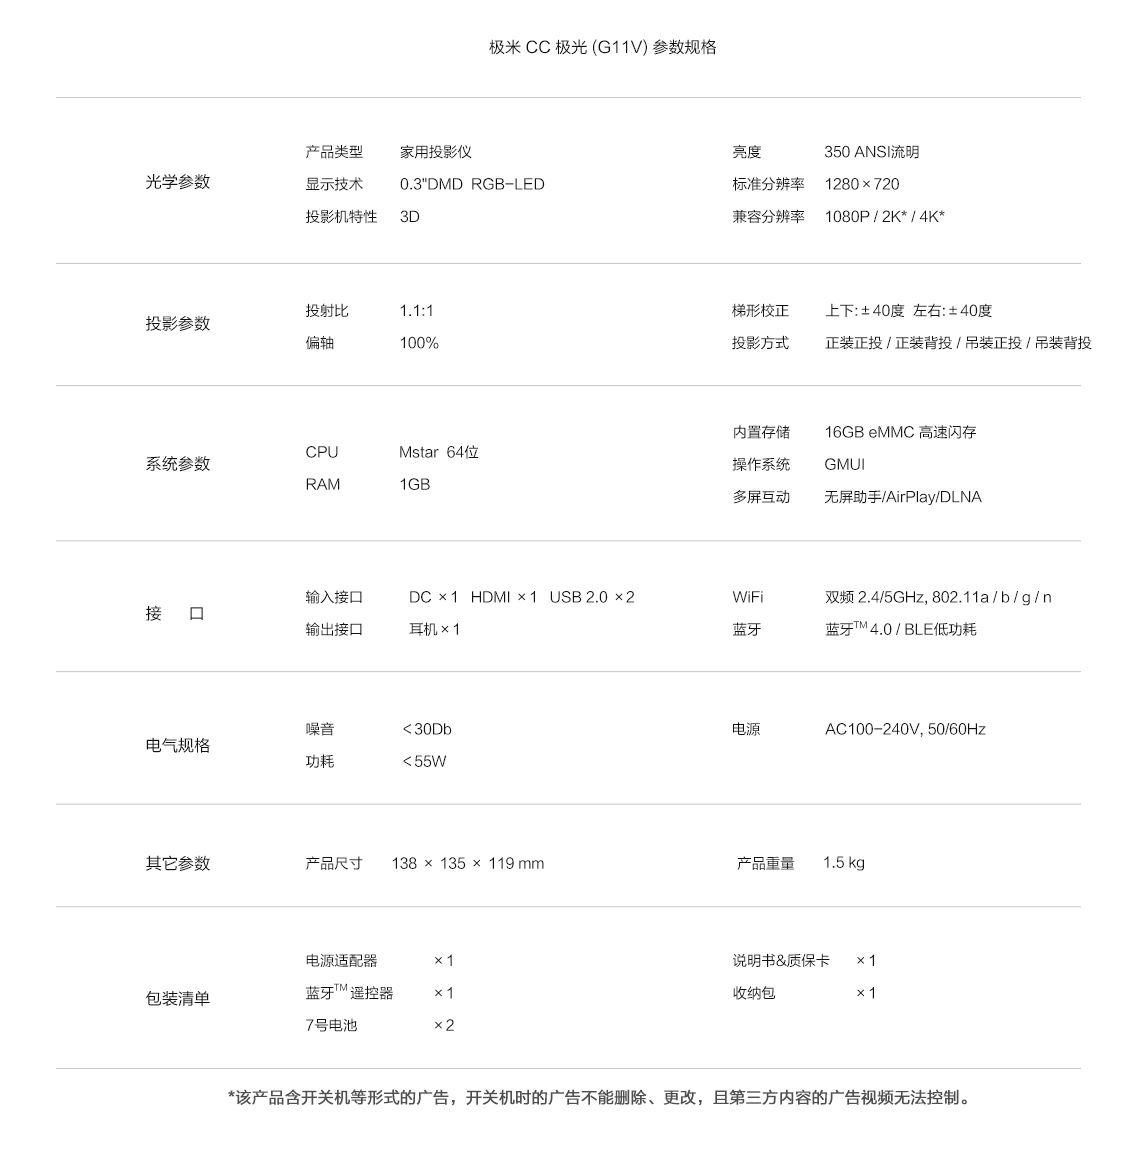 极米 CC 极光 (G11V) 参数规格
光学参数
产品类型 家用投影仪 亮度 350 ANSI流明
显示技术 0.3"DMD RGB-LED 标准分辨率 1280×720
投影机特性 3D 兼容分辨率 1080P / 2K* / 4K*
投影参数
投射比 1.1:1 梯形校正 上下:±40度 左右:±40度
偏轴 100% 投影方式 正装正投 / 正装背投 / 吊装正投 / 吊装背投
系统参数
CPU Mstar 64位
RAM 1GB
内置存储 16GB eMMC 高速闪存
操作系统 GMUI
多屏互动 无屏助手/AirPlay/DLNA
接 口
输入接口 DC ×1 HDMI ×1 USB 2.0 ×2 WiFi 双频 2.4/5GHz, 802.11a / b / g / n
输出接口 耳机×1 蓝牙 蓝牙™ 4.0 / BLE低功耗
电气规格
噪音 <30Db 电源 AC100-240V, 50/60Hz
功耗 <55W
其它参数 产品尺寸 138 × 135 × 119 mm 产品重量 1.5 kg
包装清单
电源适配器 ×1 说明书&质保卡 ×1
蓝牙™ 遥控器 ×1 收纳包 ×1
7号电池 ×2
*该产品含开关机等形式的广告，开关机时的广告不能删除、更改，且第三方内容的广告视频无法控制。